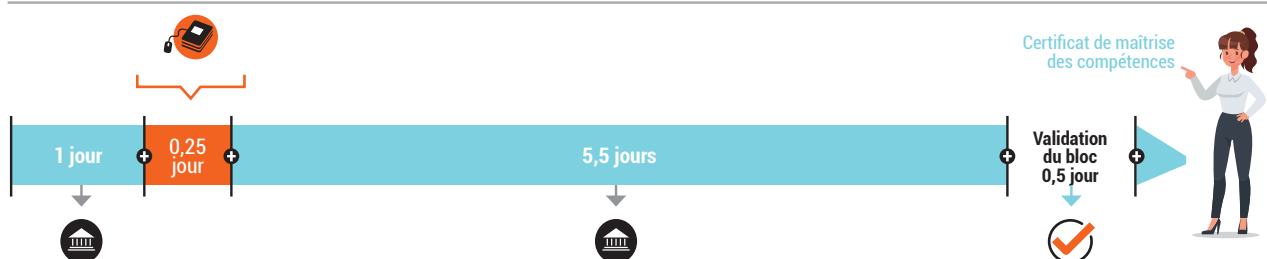 Certificat de maîtrise
des compétences
1 jour
0,25
jour
5,5 jours
Validation
du bloc
0,5 jour